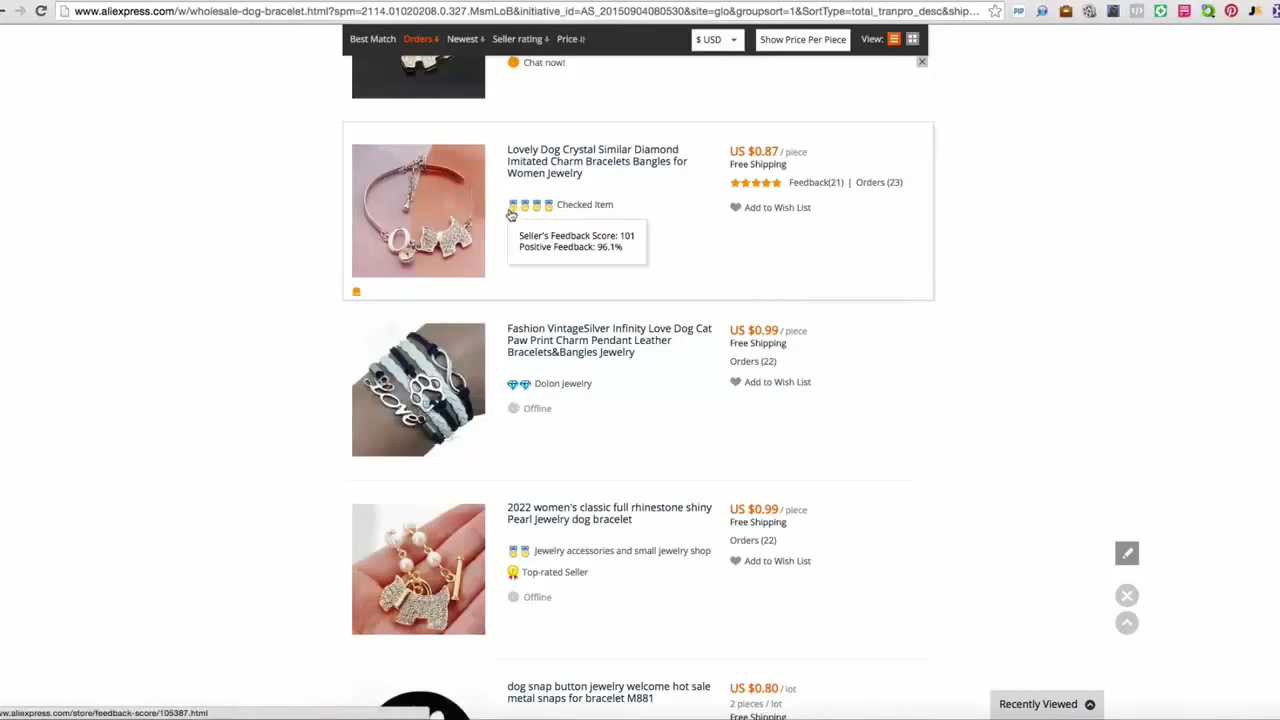 www.aliexpress.com/w/wholesale-dog-bracelet.html?spm=2114.01020208.0.327.MsmLoB&initiative_id=AS_20150904080530&site=glo&groupsort=1&SortType=total_tranpro_desc&ship...
Best Match Orders Newest Seller rating Price $ USD Show Price Per Piece View:
Chat now!
Lovely Dog Crystal Similar Diamond
Imitated Charm Bracelets Bangles for
Women Jewelry
US $0.87 / piece
Free Shipping
Feedback(21) | Orders (23)
Add to Wish List
Checked Item
Seller's Feedback Score: 101
Positive Feedback: 96.1%
Fashion VintageSilver Infinity Love Dog Cat
Paw Print Charm Pendant Leather
Bracelets&Bangles Jewelry
US $0.99 / piece
Free Shipping
Orders (22)
Add to Wish List
Dolon Jewelry
Offline
Love
2022 women's classic full rhinestone shiny
Pearl Jewelry dog bracelet
US $0.99 / piece
Free Shipping
Orders (22)
Add to Wish List
Jewelry accessories and small jewelry shop
Top-rated Seller
Offline
dog snap button jewelry welcome hot sale
metal snaps for bracelet M881
US $0.80 / lot
2 pieces / lot
Free Shipping
Recently Viewed
ww.aliexpress.com/store/feedback-score/105387.html